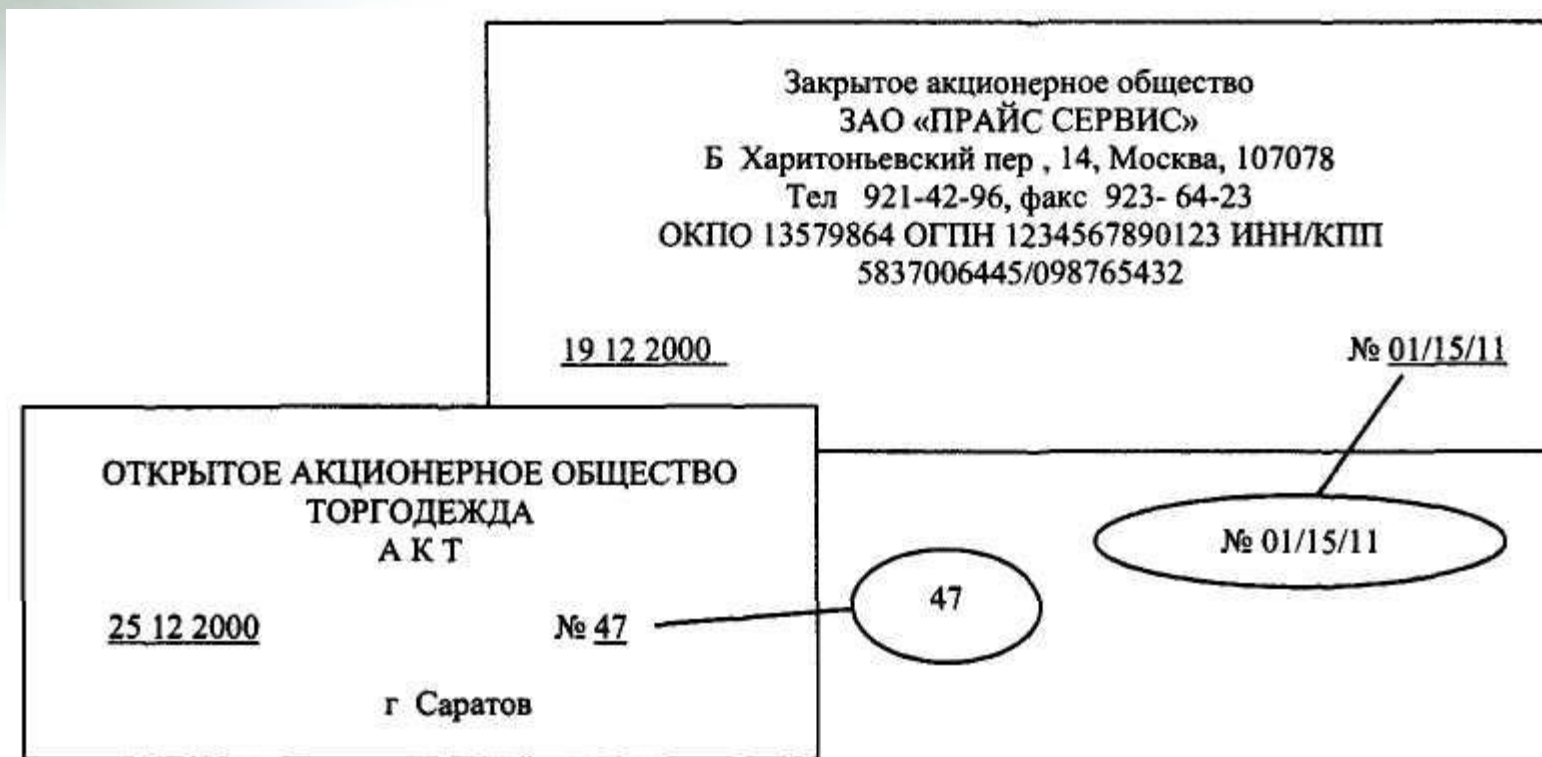 Закрытое акционерное общество
ЗАО «ПРАЙС СЕРВИС»
Б Харитоньевский пер , 14, Москва, 107078
Тел 921-42-96, факс 923- 64-23
ОКПО 13579864 ОГПН 1234567890123 ИНН/КПП
5837006445/098765432
19 12 2000 № 01/15/11
ОТКРЫТОЕ АКЦИОНЕРНОЕ ОБЩЕСТВО
ТОРГОДЕЖДА
А К Т
25 12 2000 № 47
г Саратов
47
№ 01/15/11